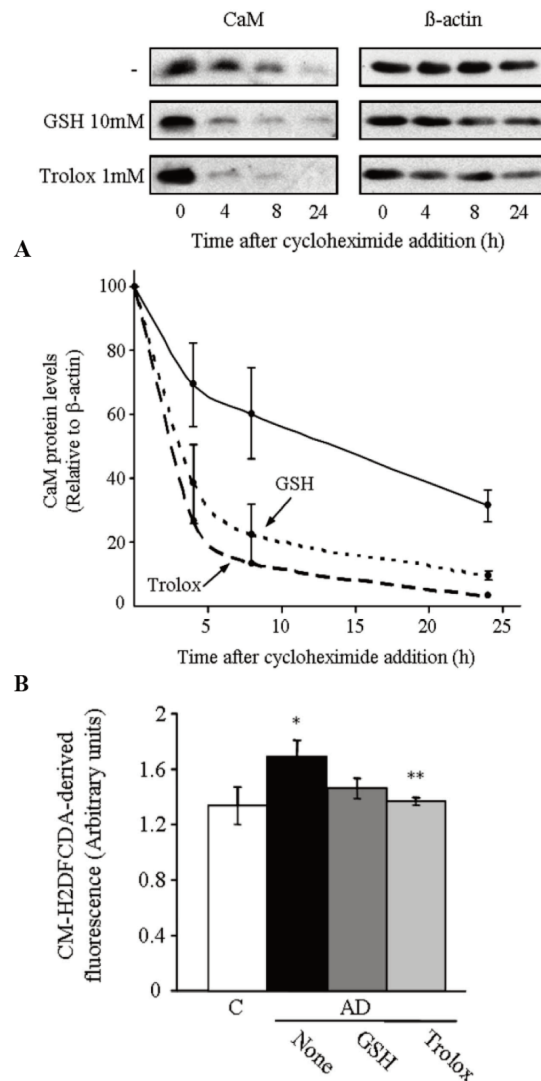 CaM ß-actin
-
GSH 10mM
Trolox 1mM
0 4 8 24 0 4 8 24
Time after cycloheximide addition (h)
A
CaM protein levels
(Relative to β-actin)
100
80
60
40
20
0
GSH
Trolox
5 10 15 20 25
Time after cycloheximide addition (h)
B
CM-H2DFCDA-derived
fluorescence (Arbitrary units)
2
1.6
1.2
0.8
0.4
0
*
**
C AD
None GSH Trolox